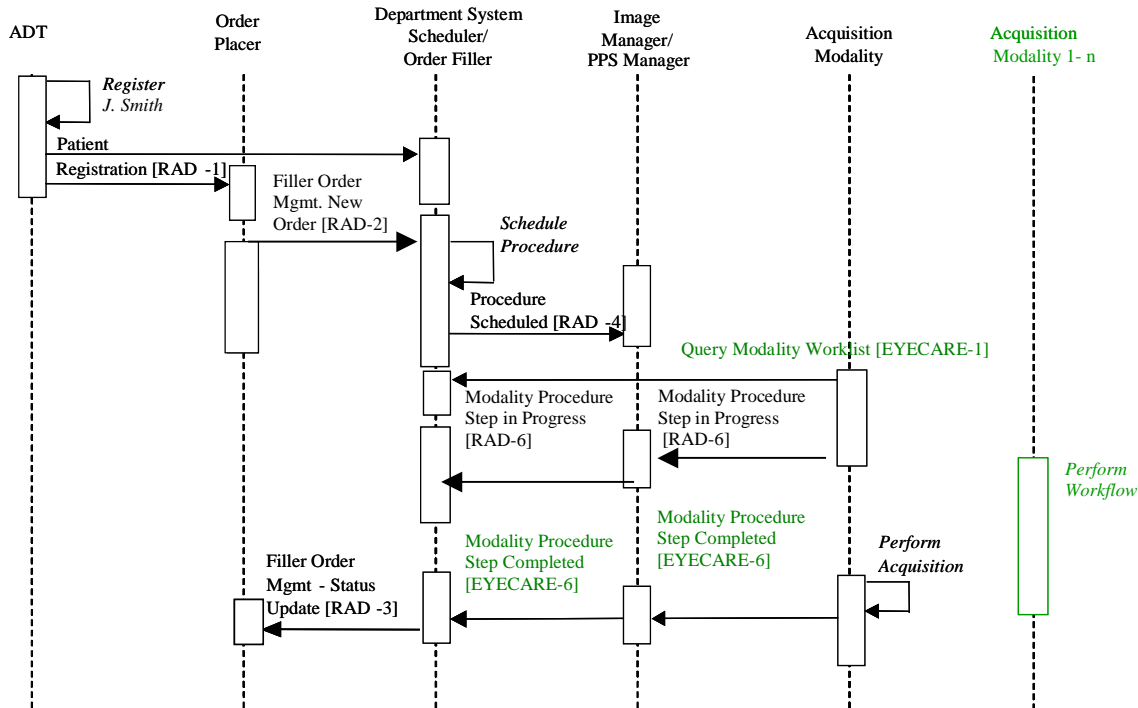 ADT
Order
Placer
Department System
Scheduler/
Order Filler
Image
Manager/
PPS Manager
Acquisition
Modality
Acquisition
Modality 1- n
Register
J. Smith
Patient
Registration [RAD -1]
Filler Order
Mgmt. New
Order [RAD-2]
Schedule
Procedure
Procedure
Scheduled [RAD -4]
Query Modality Worklist [EYECARE-1]
Modality Procedure
Step in Progress
[RAD-6]
Modality Procedure
Step in Progress
[RAD-6]
Perform
Workflow
Modality Procedure
Step Completed
[EYECARE-6]
Modality Procedure
Step Completed
[EYECARE-6]
Perform
Acquisition
Filler Order
Mgmt - Status
Update [RAD -3]